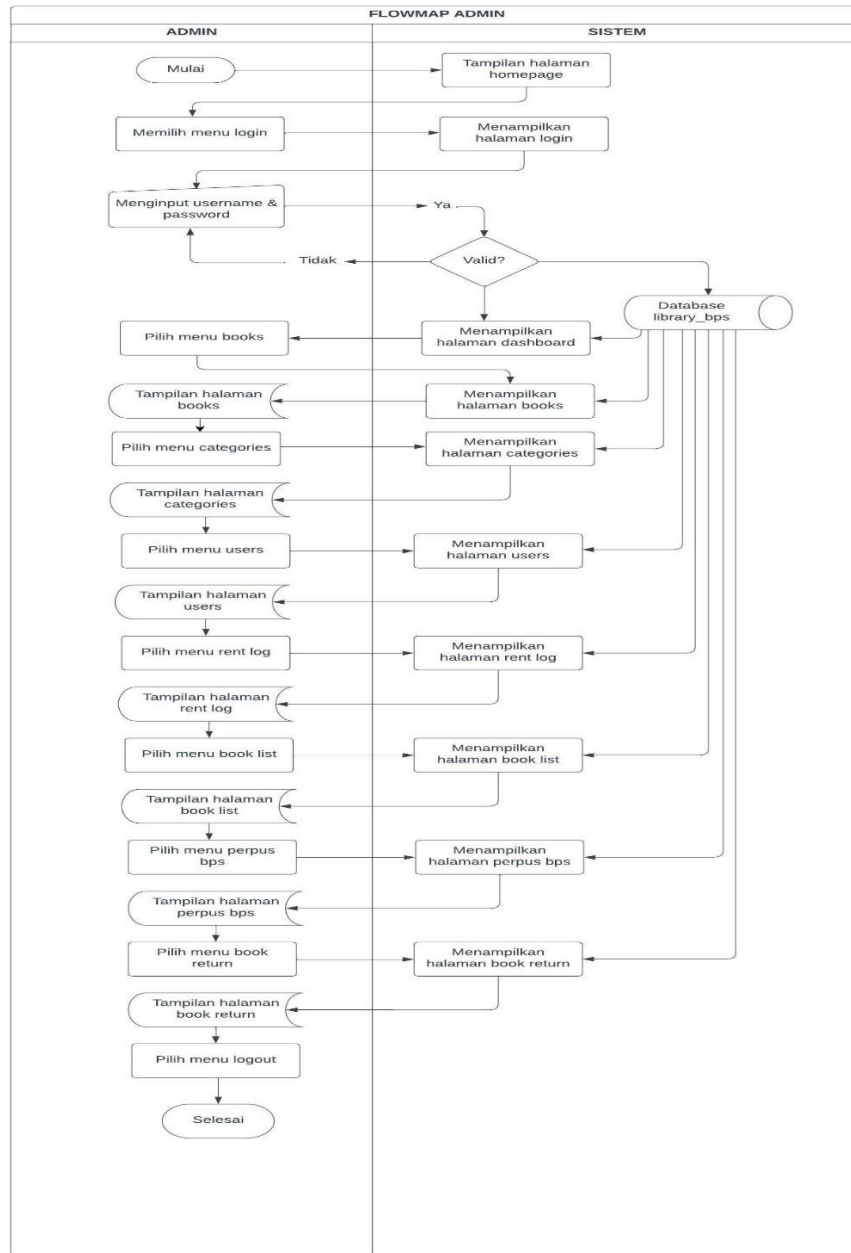 FLOWMAP ADMIN
ADMIN
SISTEM
Mulai
Tampilan halaman
homepage
Memilih menu login
Menampilkan
halaman login
Menginput username &
password
Ya
Tidak
Valid?
Database
library_bps
Pilih menu books
Menampilkan
halaman dashboard
Tampilan halaman
books
Menampilkan
halaman books
Pilih menu categories
Menampilkan
halaman categories
Tampilan halaman
categories
Pilih menu users
Menampilkan
halaman users
Tampilan halaman
users
Pilih menu rent log
Menampilkan
halaman rent log
Tampilan halaman
rent log
Pilih menu book list
Menampilkan
halaman book list
Tampilan halaman
book list
Pilih menu perpus
bps
Menampilkan
halaman perpus bps
Tampilan halaman
perpus bps
Pilih menu book
return
Menampilkan
halaman book return
Tampilan halaman
book return
Pilih menu logout
Selesai